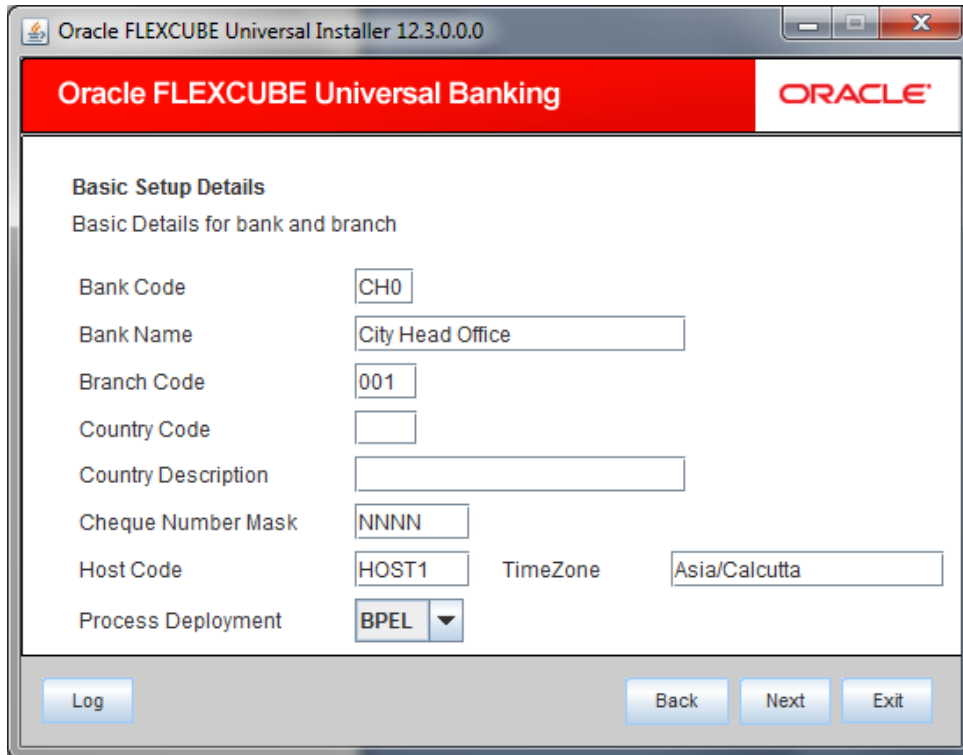 Oracle FLEXCUBE Universal Installer 12.3.0.0.0
Oracle FLEXCUBE Universal Banking
ORACLE
Basic Setup Details
Basic Details for bank and branch
Bank Code CH0
Bank Name City Head Office
Branch Code 001
Country Code
Country Description
Cheque Number Mask NNNN
Host Code HOST1 TimeZone Asia/Calcutta
Process Deployment BPEL
Log Back Next Exit